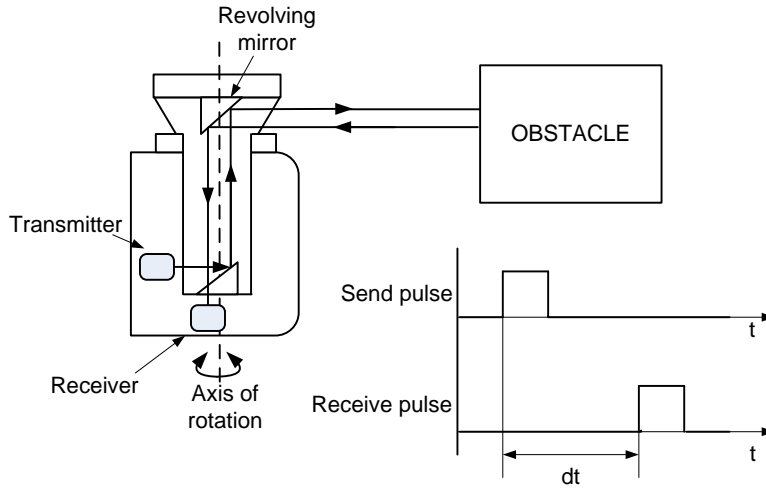 Revolving
mirror
OBSTACLE
Transmitter
Send pulse
t
Receiver
Axis of
rotation
Receive pulse
t
dt